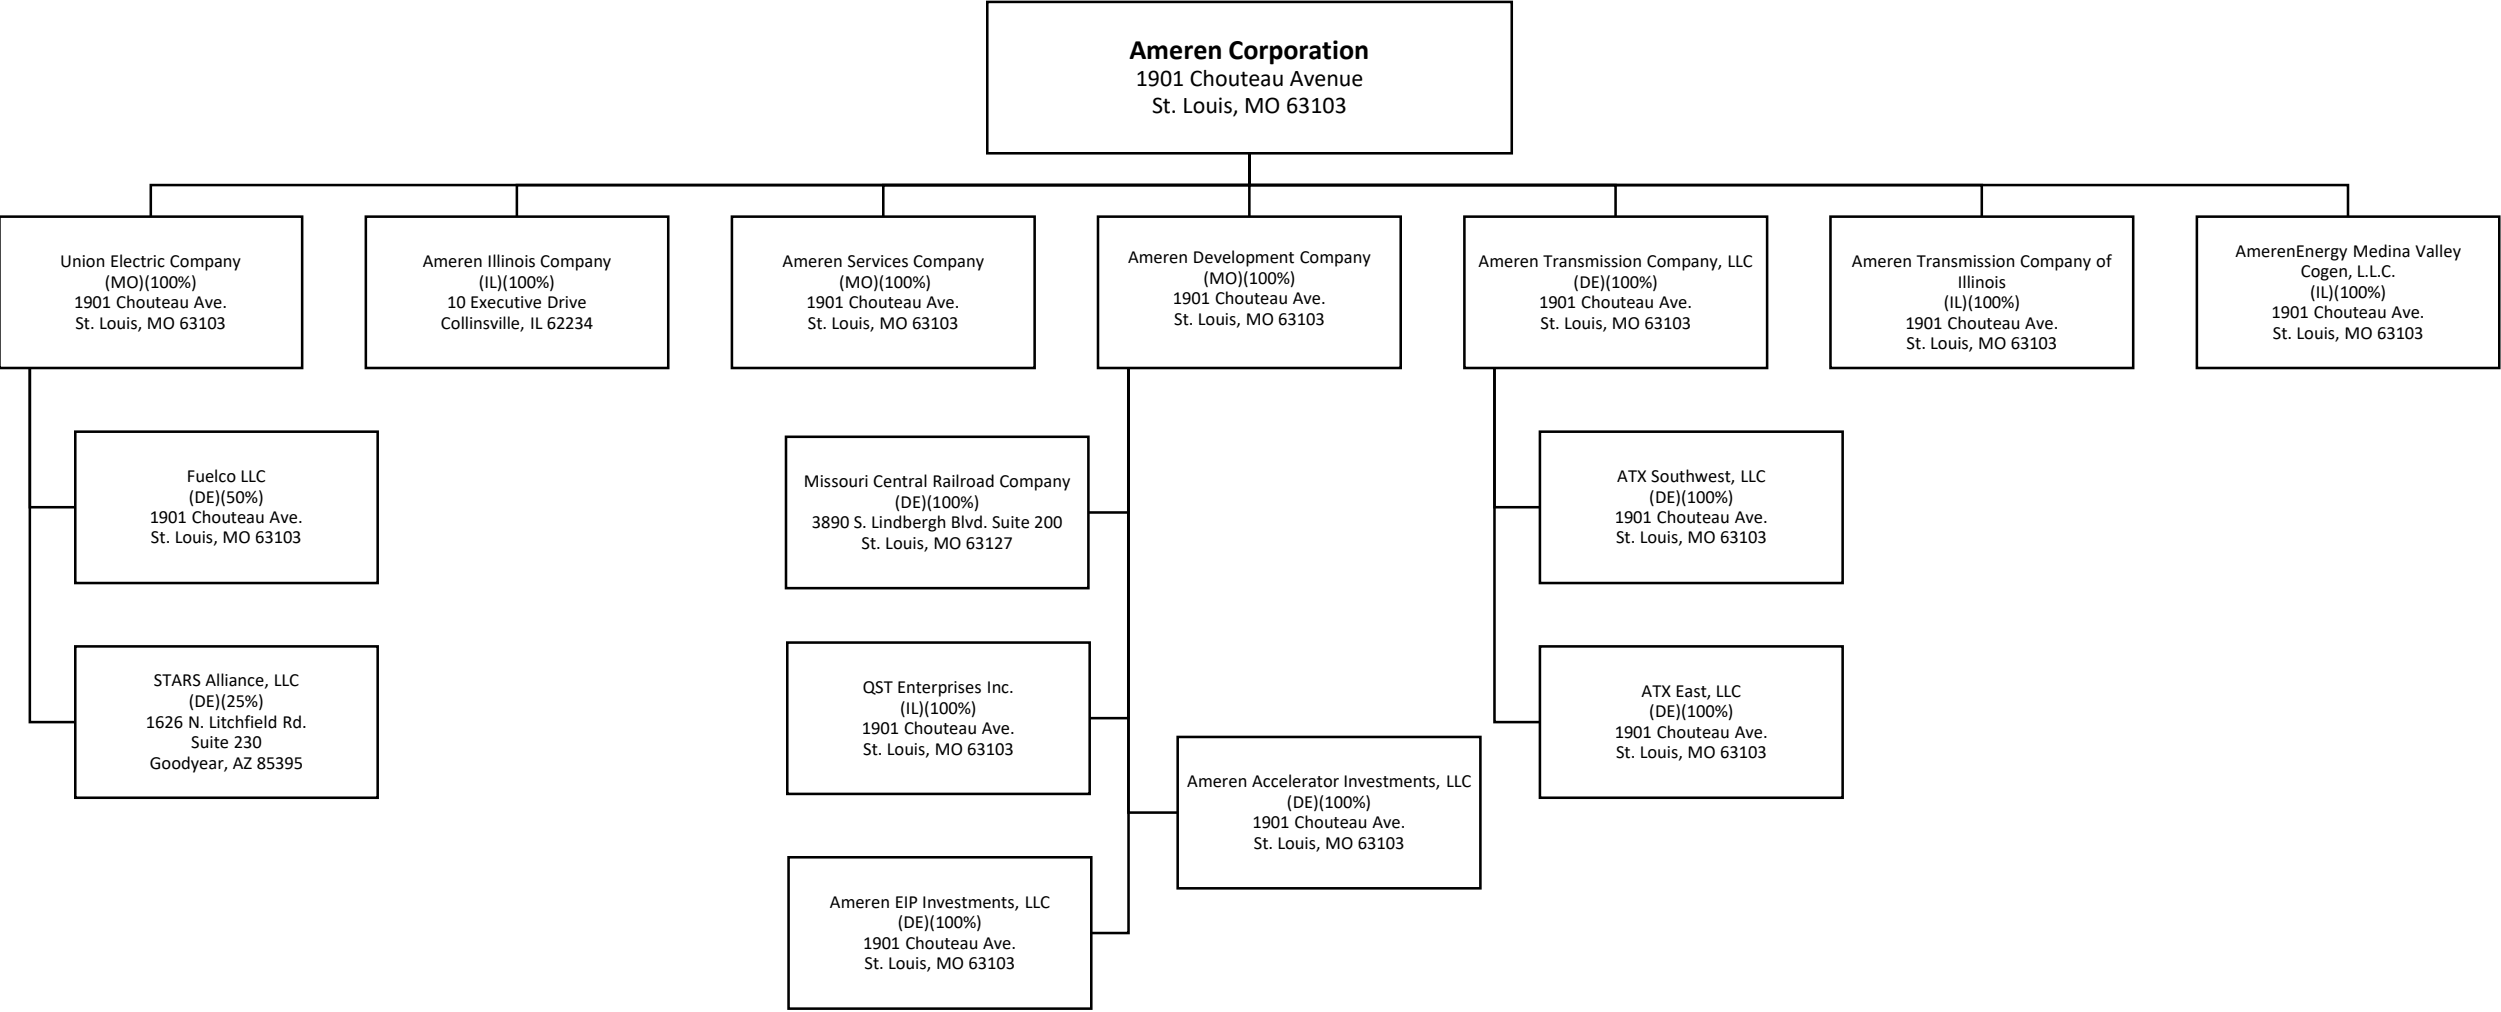 Ameren Corporation
1901 Chouteau Avenue
St. Louis, MO 63103
Union Electric Company
(MO)(100%)
1901 Chouteau Ave.
St. Louis, MO 63103
Ameren Illinois Company
(IL)(100%)
10 Executive Drive
Collinsville, IL 62234
Ameren Services Company
(MO)(100%)
1901 Chouteau Ave.
St. Louis, MO 63103
Ameren Development Company
(MO)(100%)
1901 Chouteau Ave.
St. Louis, MO 63103
Ameren Transmission Company, LLC
(DE)(100%)
1901 Chouteau Ave.
St. Louis, MO 63103
Ameren Transmission Company of
Illinois
(IL)(100%)
1901 Chouteau Ave.
St. Louis, MO 63103
AmerenEnergy Medina Valley
Cogen, L.L.C.
(IL)(100%)
1901 Chouteau Ave.
St. Louis, MO 63103
Fuelco LLC
(DE)(50%)
1901 Chouteau Ave.
St. Louis, MO 63103
STARS Alliance, LLC
(DE)(25%)
1626 N. Litchfield Rd.
Suite 230
Goodyear, AZ 85395
Missouri Central Railroad Company
(DE)(100%)
3890 S. Lindbergh Blvd. Suite 200
St. Louis, MO 63127
QST Enterprises Inc.
(IL)(100%)
1901 Chouteau Ave.
St. Louis, MO 63103
Ameren EIP Investments, LLC
(DE)(100%)
1901 Chouteau Ave.
St. Louis, MO 63103
Ameren Accelerator Investments, LLC
(DE)(100%)
1901 Chouteau Ave.
St. Louis, MO 63103
ATX Southwest, LLC
(DE)(100%)
1901 Chouteau Ave.
St. Louis, MO 63103
ATX East, LLC
(DE)(100%)
1901 Chouteau Ave.
St. Louis, MO 63103